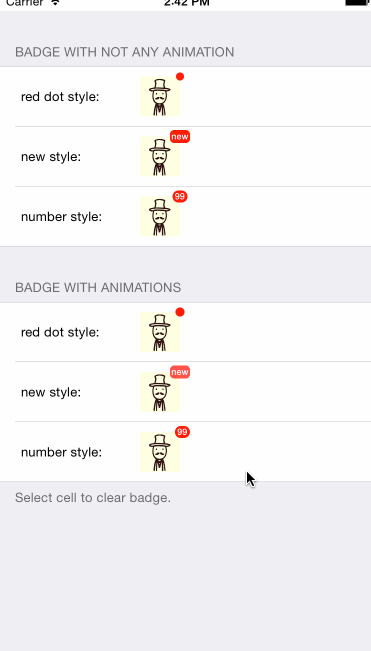 Carrier 2:42 PM
BADGE WITH NOT ANY ANIMATION
red dot style:
new
new style:
99
number style:
BADGE WITH ANIMATIONS
red dot style:
new
new style:
99
number style:
Select cell to clear badge.